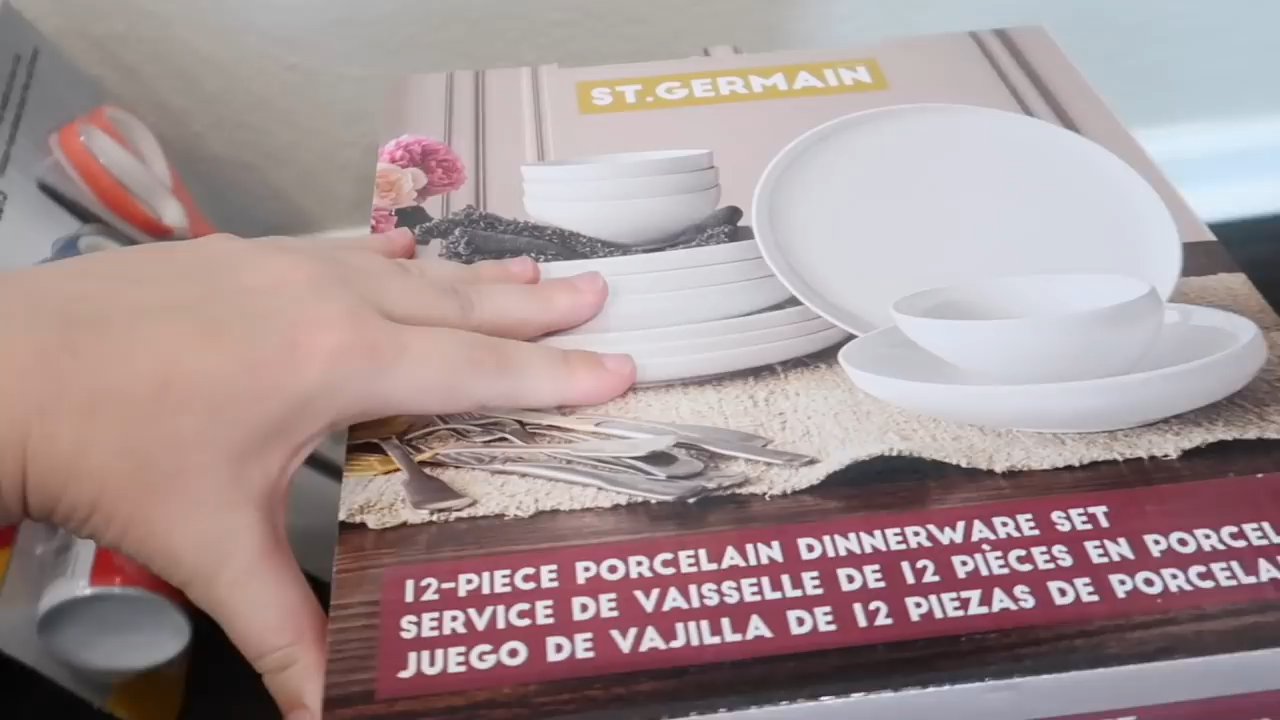 ST.GERMAIN
12-PIECE PORCELAIN DINNERWARE SET
SERVICE DE VAISSELLE DE 12 PIÈCES EN PORCEL
JUEGO DE VAJILLA DE 12 PIEZAS DE PORCELA